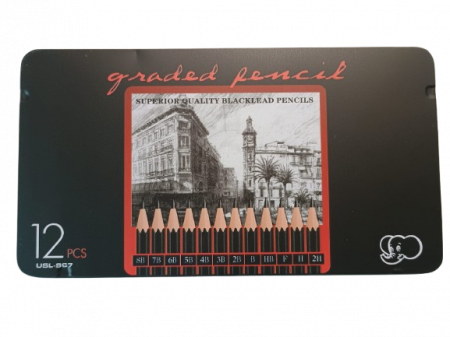 graded pencil
SUPERIOR QUALITY BLACKLEAD PENCILS
12 PCS
USL-967
8B 7B 6B 5B 4B 3B 2B B HB F H 2H